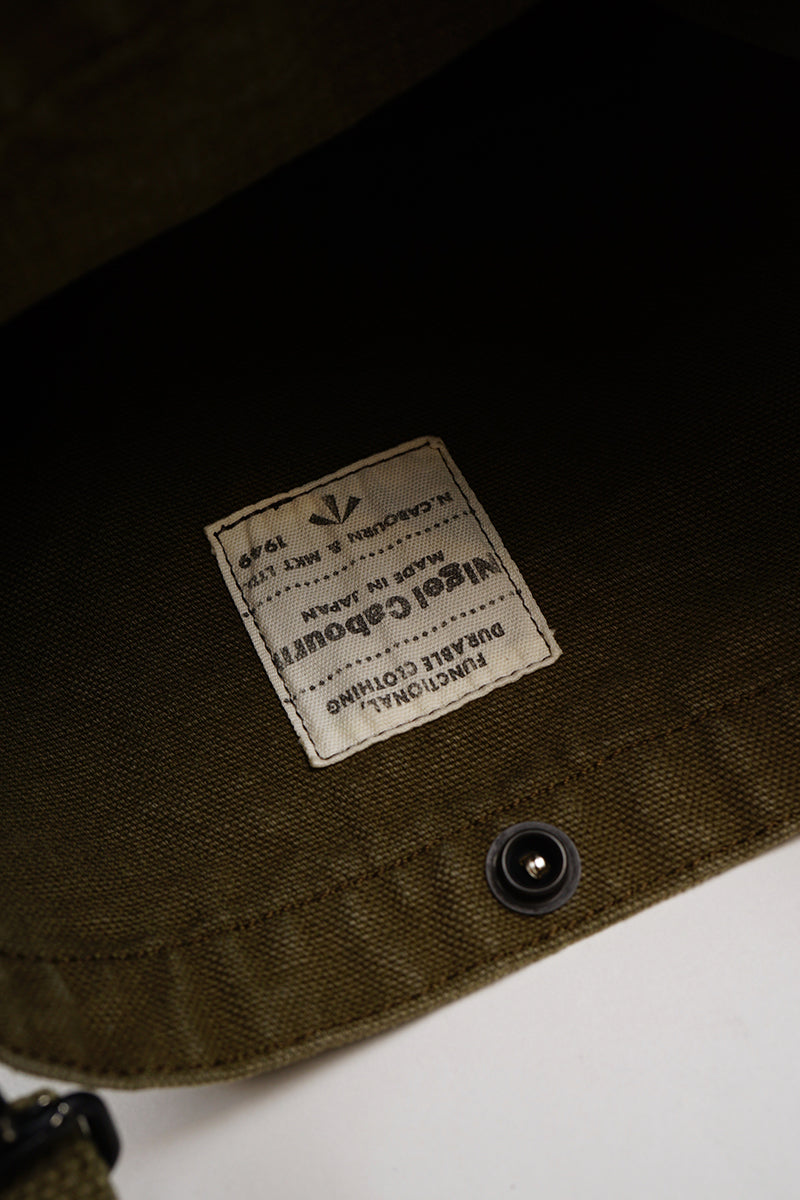 FUNCTIONAL,
DURABLE CLOTHING
Nigel Cabourn
MADE IN JAPAN
N.CABOURN & MKT LTD
1949